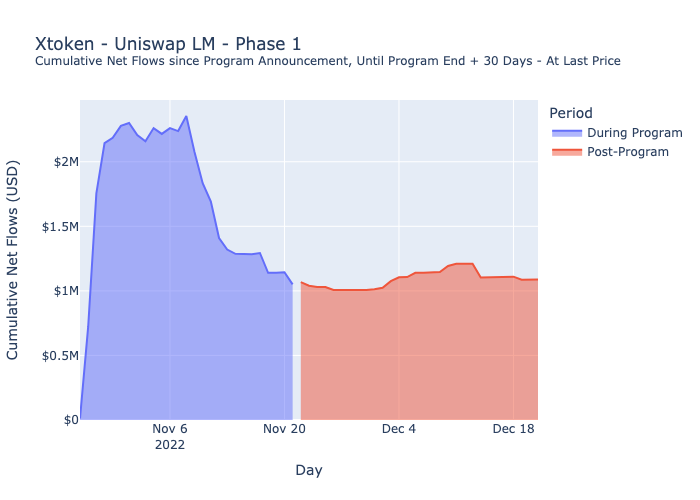 Xtoken - Uniswap LM - Phase 1
Cumulative Net Flows since Program Announcement, Until Program End + 30 Days - At Last Price
Period
During Program
Post-Program
Cumulative Net Flows (USD)
$2M
$1.5M
$1M
$0.5M
$0
Nov 6
2022
Nov 20
Dec 4
Dec 18
Day